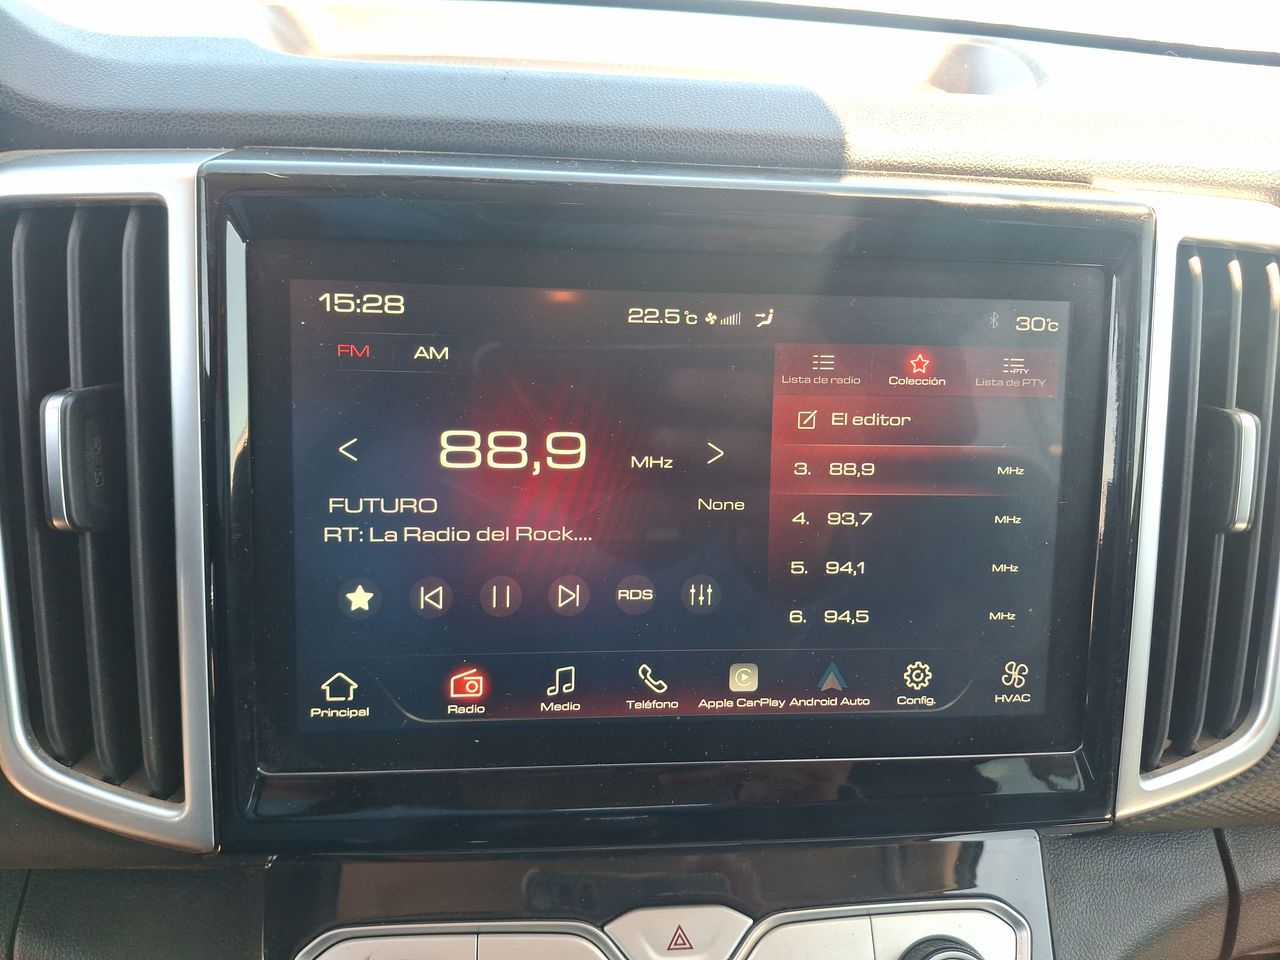 15:28
22.5°C
30°C
FM
AM
Lista de radio
Colección
PTY
Lista de PTY
El editor
88,9 MHz
3. 88,9 MHz
FUTURO
None
4. 93,7 MHz
RT: La Radio del Rock....
5. 94,1 MHz
RDS
6. 94,5 MHz
Principal
Radio
Medio
Teléfono
Apple CarPlay
Android Auto
Config.
HVAC